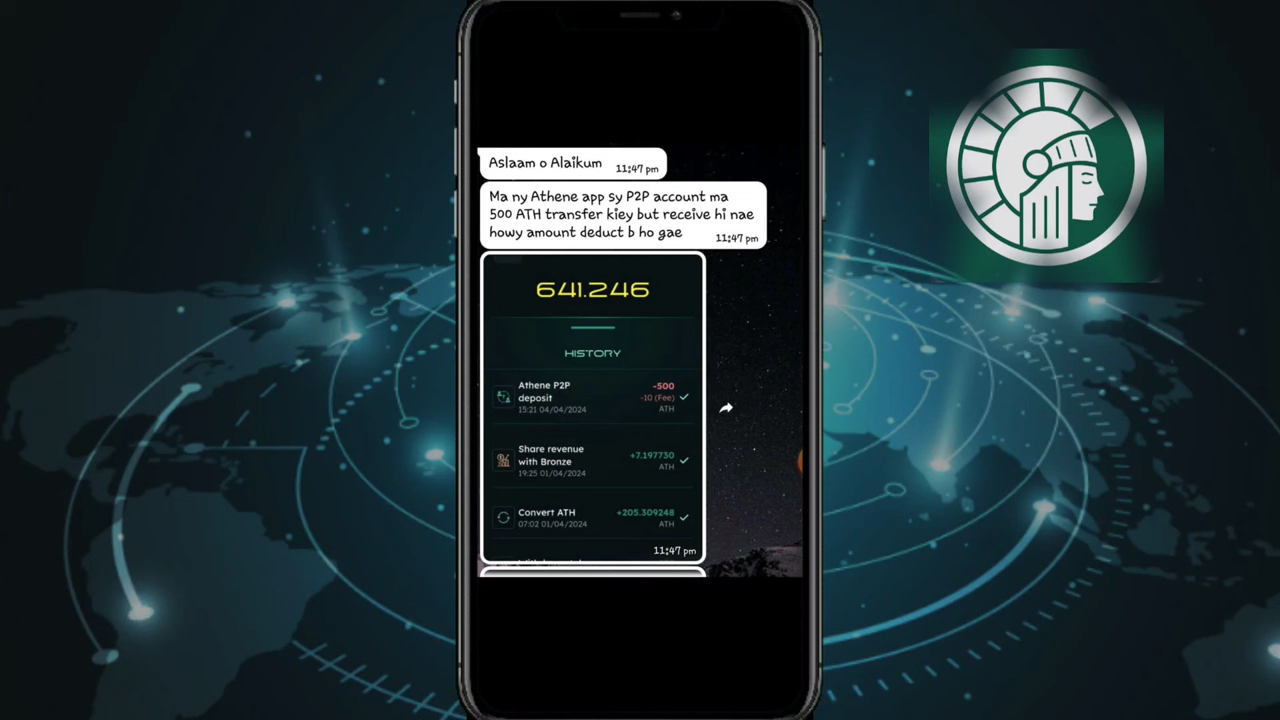 Aslaam o Alaikum 11:47 pm
Ma ny Athene app sy P2P account ma
500 ATH transfer kiey but receive hi nae
howy amount deduct b ho gae 11:47 pm
641.246
HISTORY
Athene P2P -500
deposit -10 (Fee)
15:21 04/04/2024 ATH
Share revenue +7.197730
with Bronze ATH
19:25 01/04/2024
Convert ATH +205.309248
07:02 01/04/2024 ATH
11:47 pm